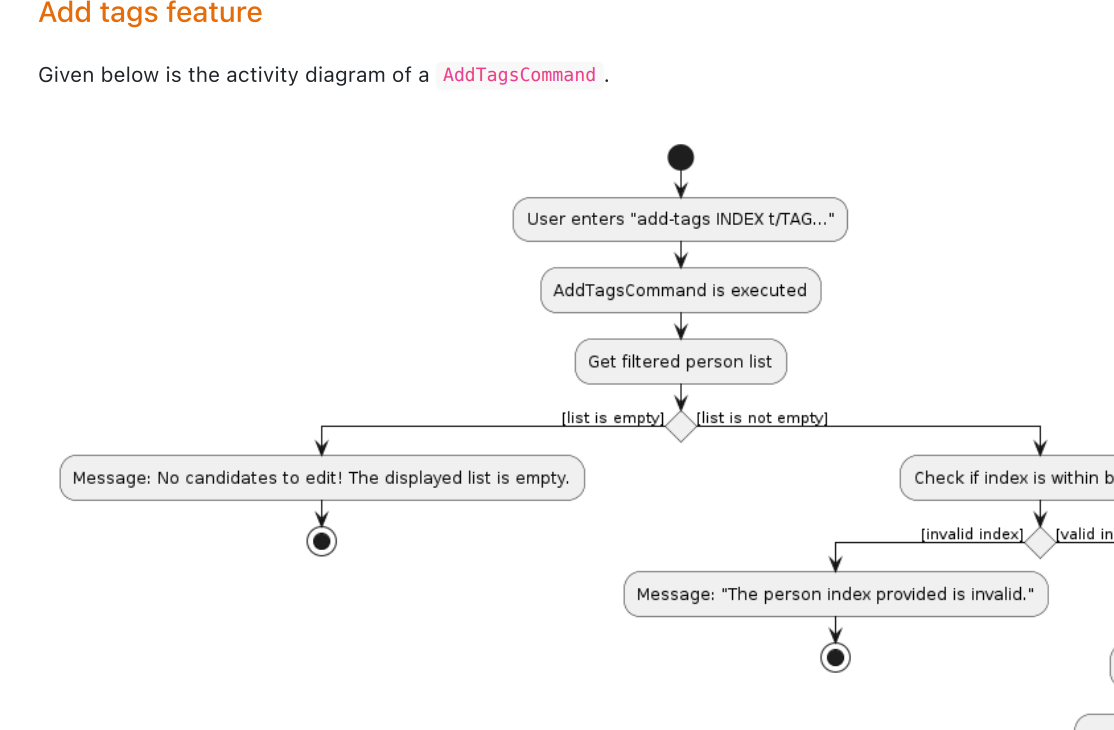 Add tags feature
Given below is the activity diagram of a AddTagsCommand .
User enters "add-tags INDEX t/TAG..."
AddTagsCommand is executed
Get filtered person list
[list is empty] [list is not empty]
Message: No candidates to edit! The displayed list is empty.
Check if index is within b
[invalid index] [valid in
Message: "The person index provided is invalid."